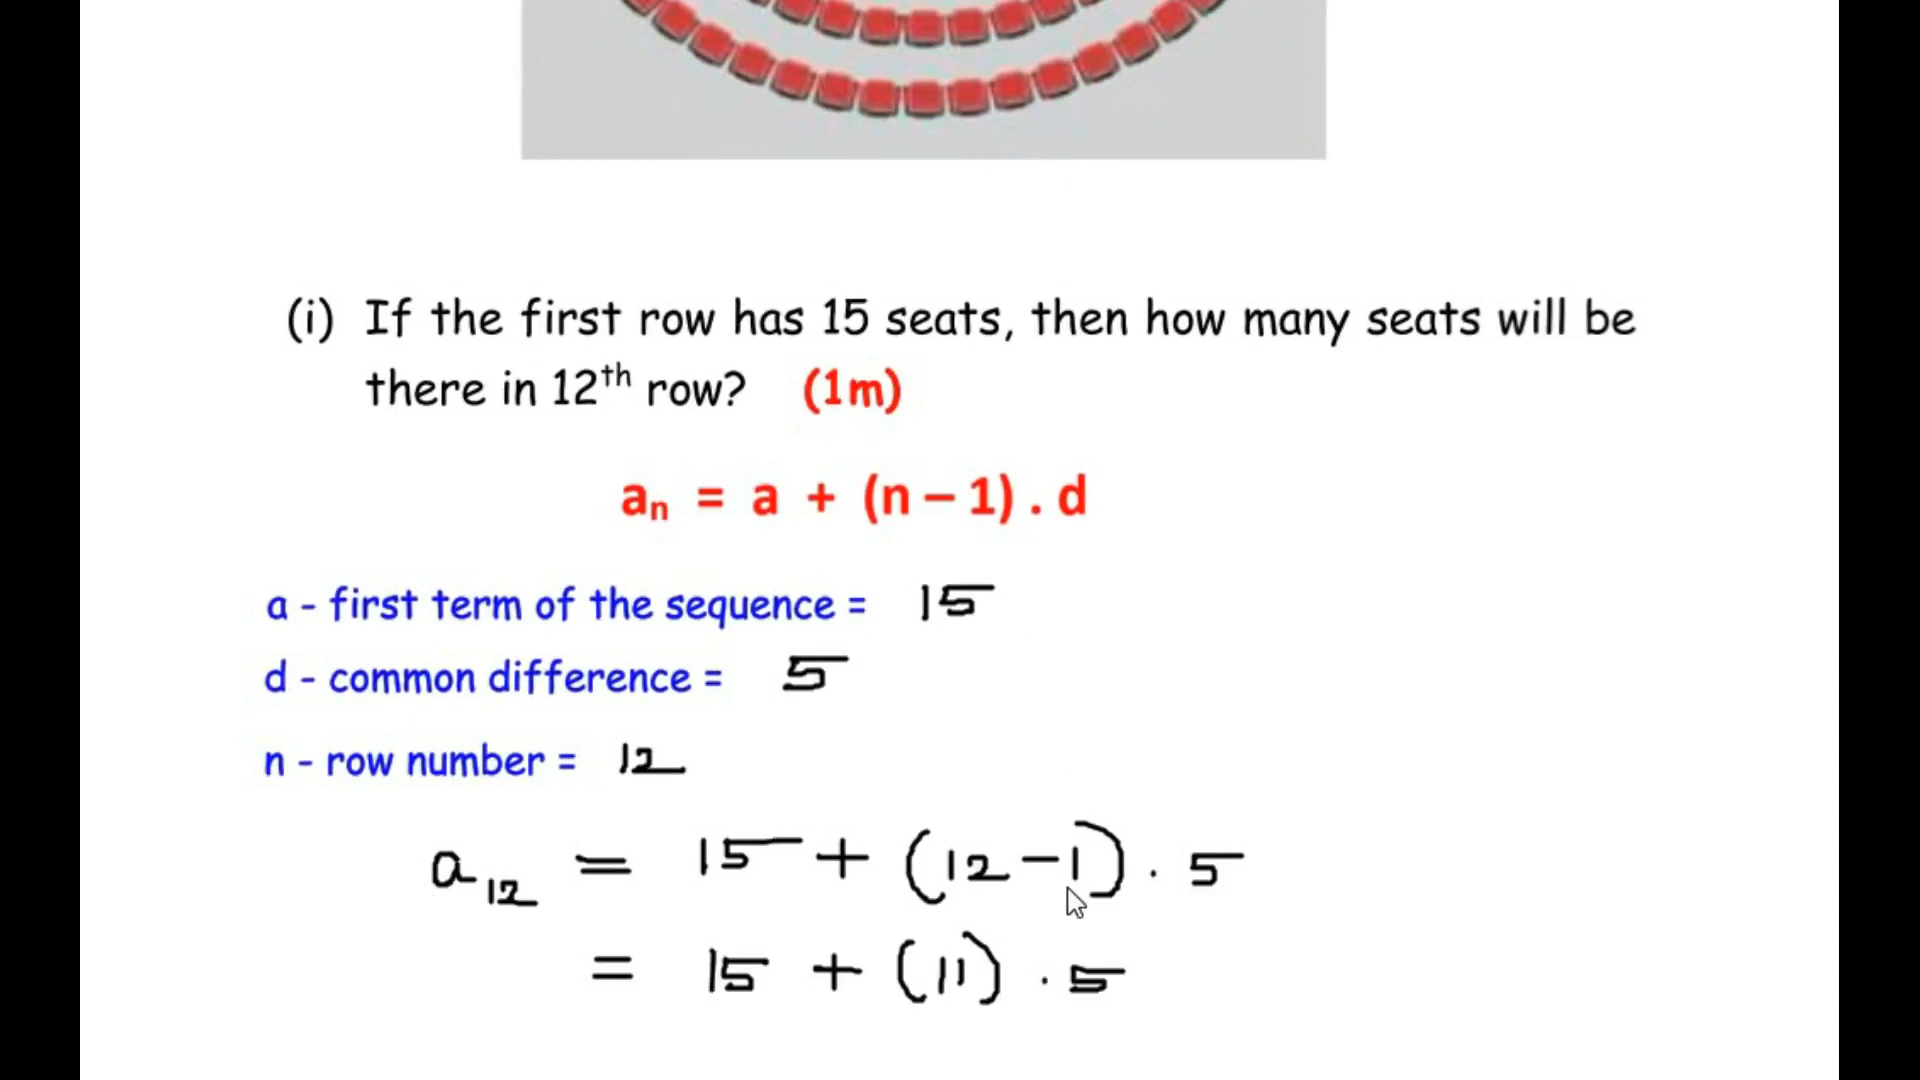 (i) If the first row has 15 seats, then how many seats will be
there in 12th row? (1m)
an = a + (n – 1) . d
a - first term of the sequence = 15
d - common difference = 5
n - row number = 12
a12 = 15 + (12 - 1) . 5
= 15 + (11) . 5